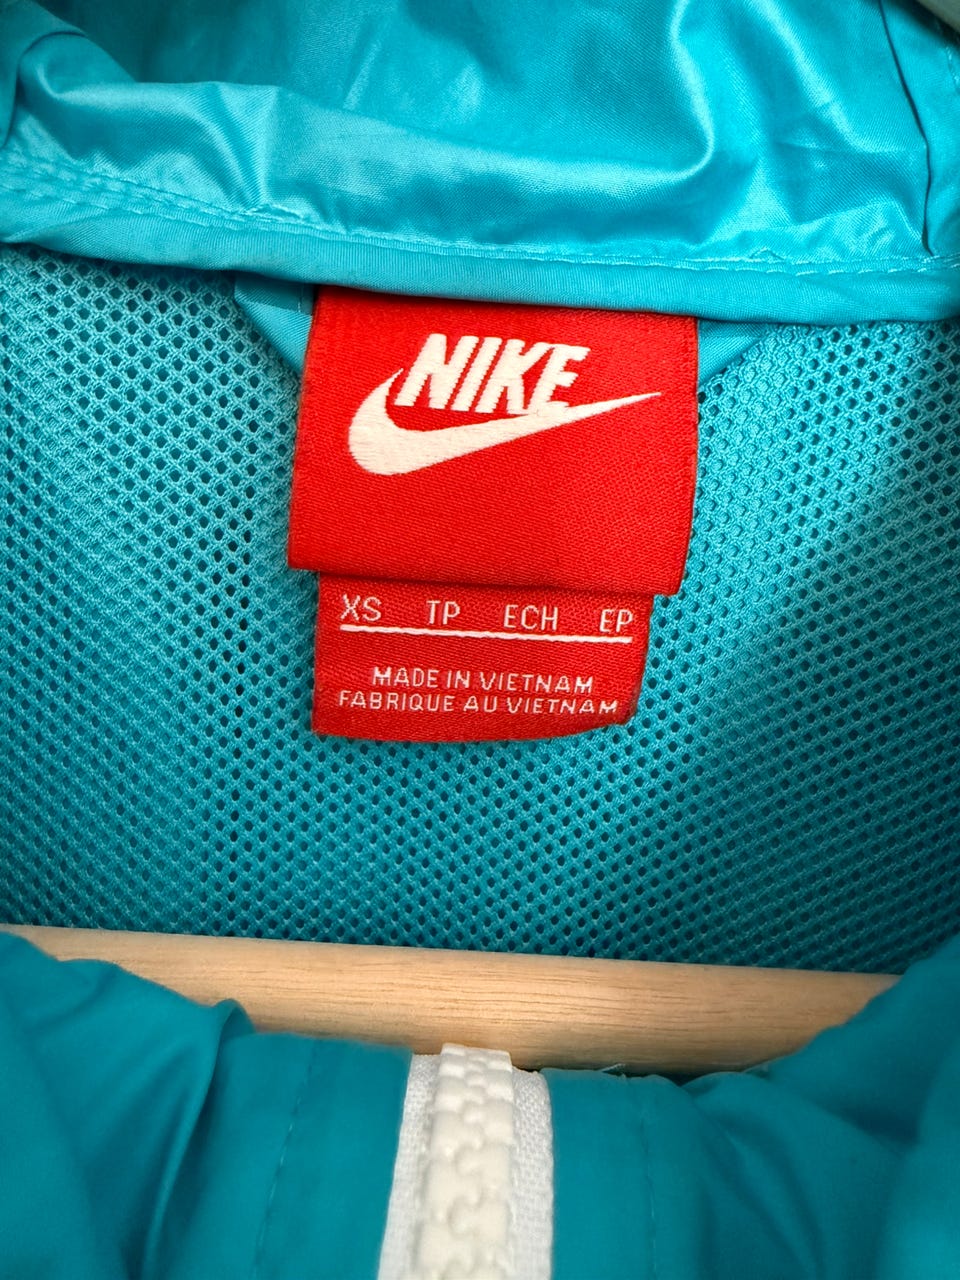 NIKE
XS TP ECH EP
MADE IN VIETNAM
FABRIQUE AU VIETNAM